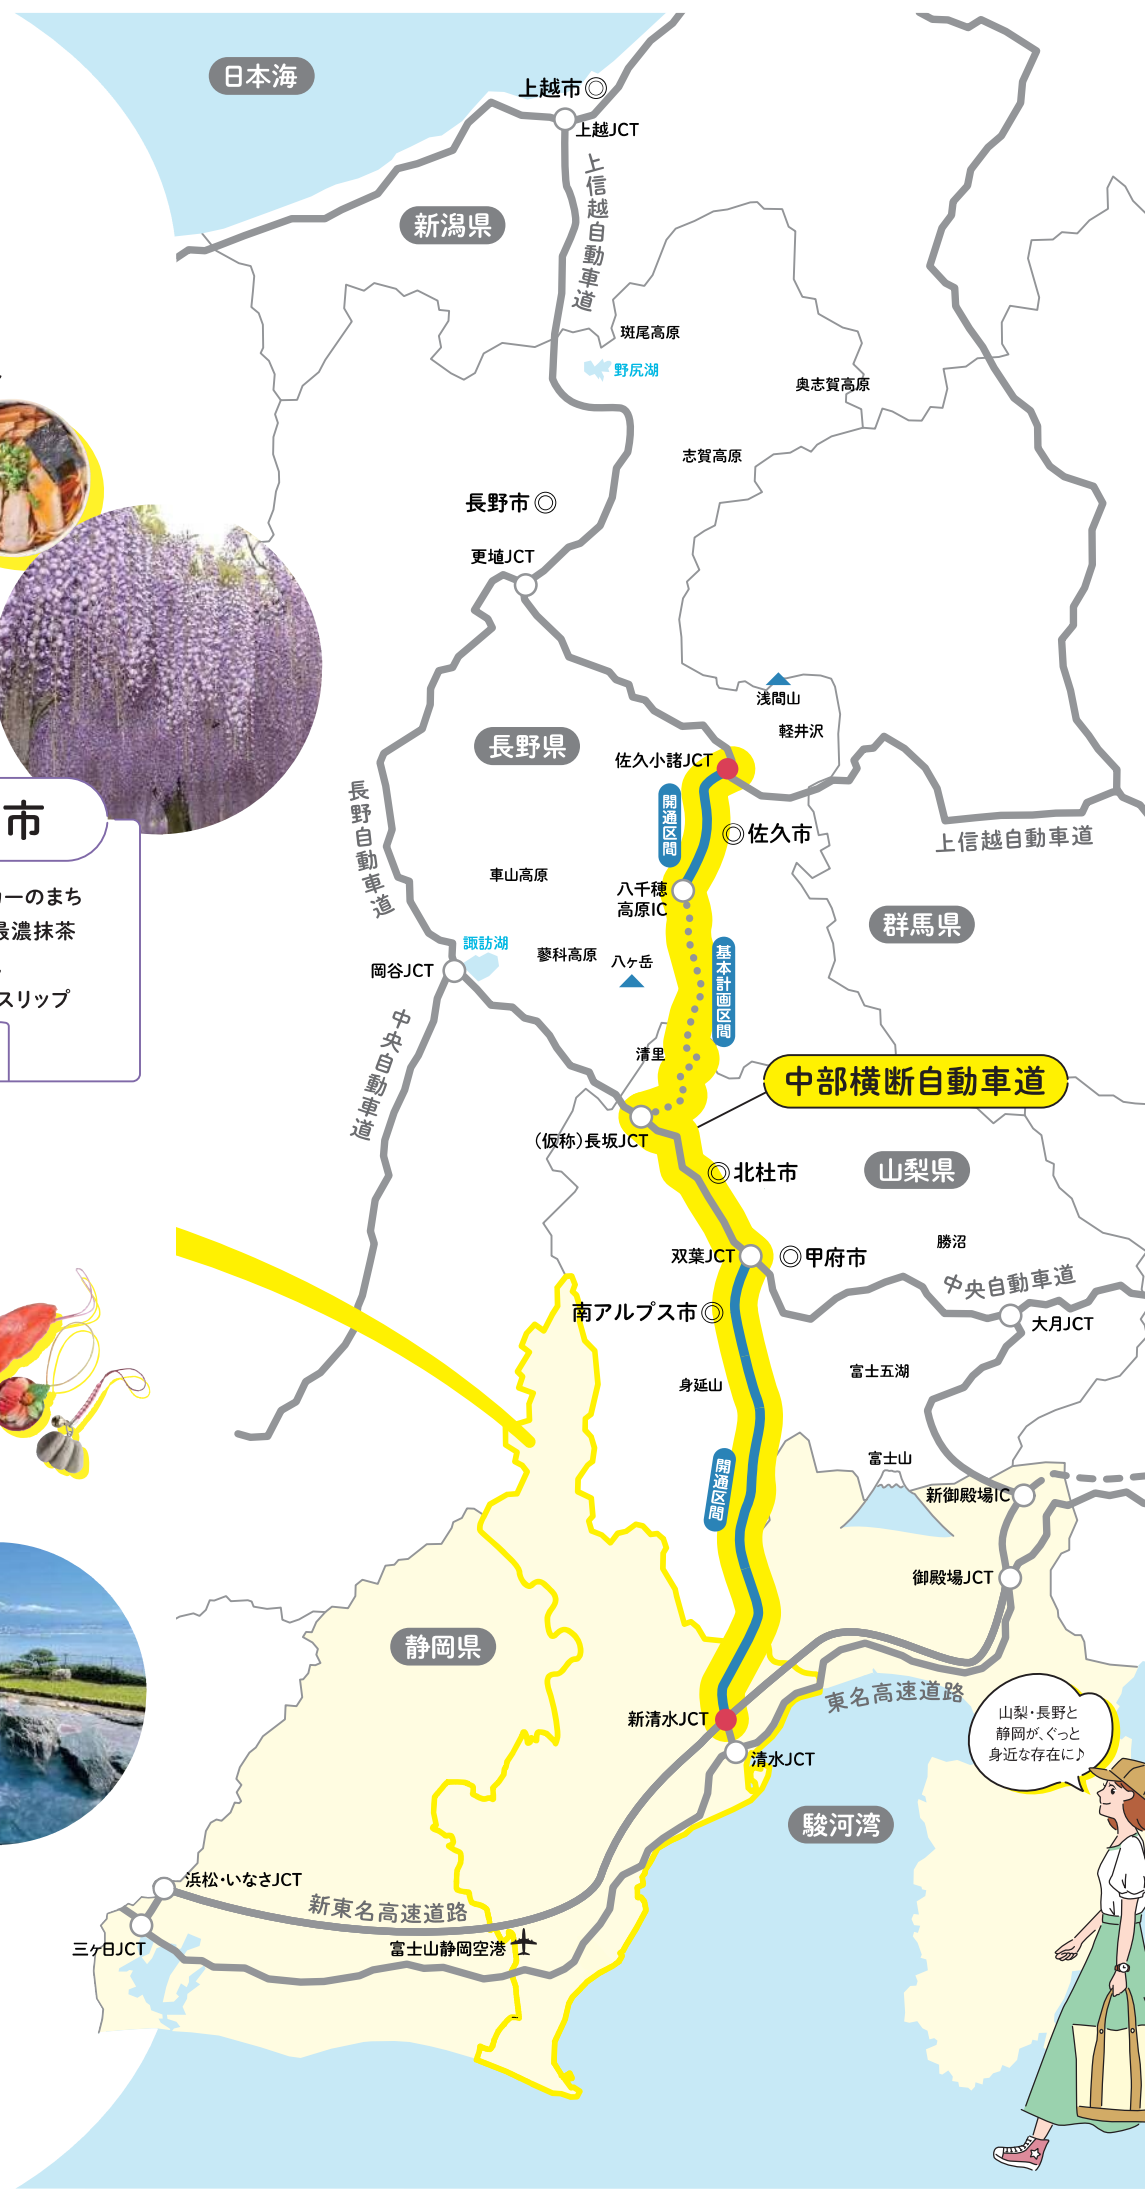 日本海
上越市
上越JCT
上信越自動車道
新潟県
斑尾高原
野尻湖
奥志賀高原
志賀高原
長野市
更埴JCT
浅間山
軽井沢
長野県
佐久小諸JCT
開通区間
佐久市
上信越自動車道
長野自動車道
車山高原
八千穂
高原IC
群馬県
諏訪湖
岡谷JCT
蓼科高原
八ヶ岳
基本計画区間
中央自動車道
清里
中部横断自動車道
(仮称)長坂JCT
北杜市
山梨県
双葉JCT
甲府市
勝沼
中央自動車道
南アルプス市
大月JCT
身延山
富士五湖
富士山
開通区間
新御殿場IC
御殿場JCT
静岡県
東名高速道路
新清水JCT
清水JCT
山梨・長野と
静岡が、ぐっと
身近な存在に♪
駿河湾
浜松・いなさJCT
新東名高速道路
三ヶ日JCT
富士山静岡空港
市
ーのまち
最濃抹茶
スリップ